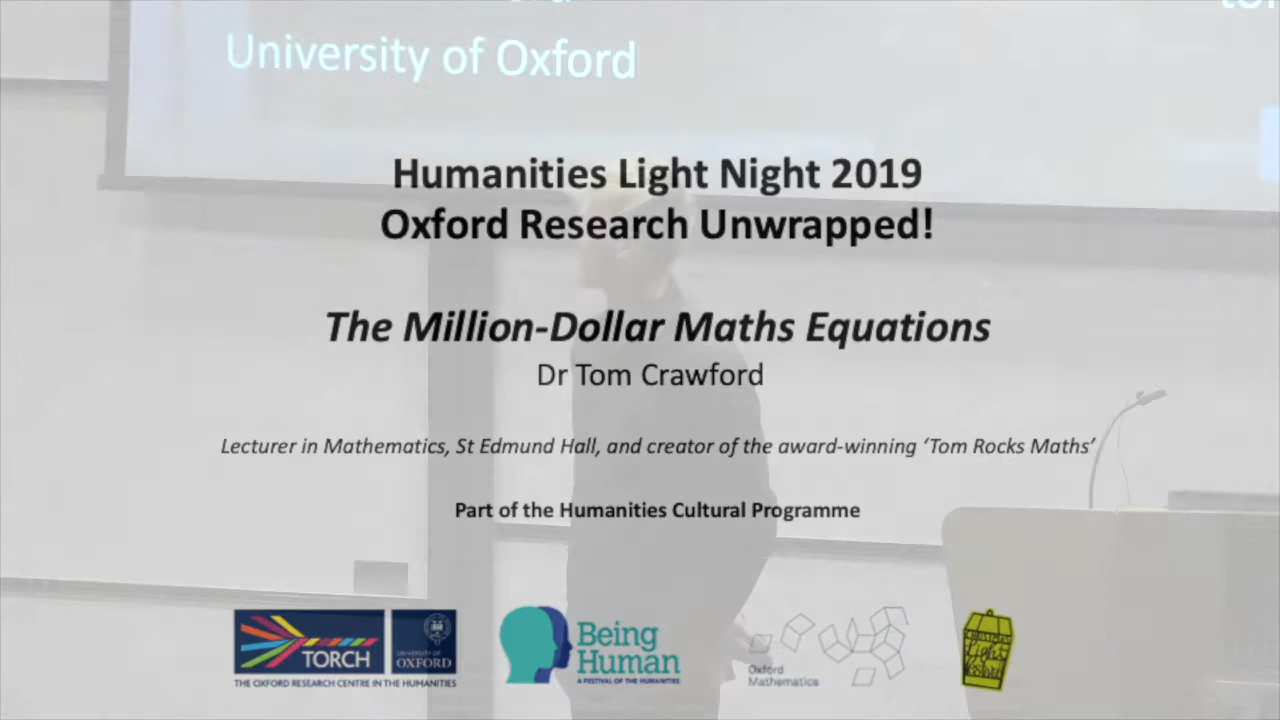 University of Oxford
Humanities Light Night 2019
Oxford Research Unwrapped!
The Million-Dollar Maths Equations
Dr Tom Crawford
Lecturer in Mathematics, St Edmund Hall, and creator of the award-winning ‘Tom Rocks Maths’
Part of the Humanities Cultural Programme
TORCH
UNIVERSITY OF
OXFORD
THE OXFORD RESEARCH CENTRE IN THE HUMANITIES
Being
Human
A FESTIVAL OF THE HUMANITIES
Oxford
Mathematics
CHRISTMAS
Light